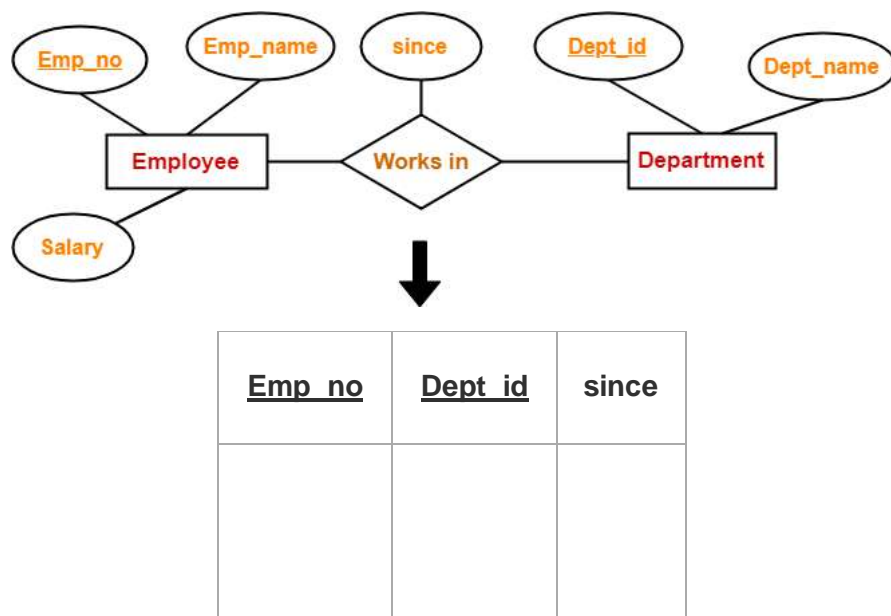 Emp_no
Emp_name
since
Dept_id
Dept_name
Employee
Works in
Department
Salary
Emp_no Dept_id since